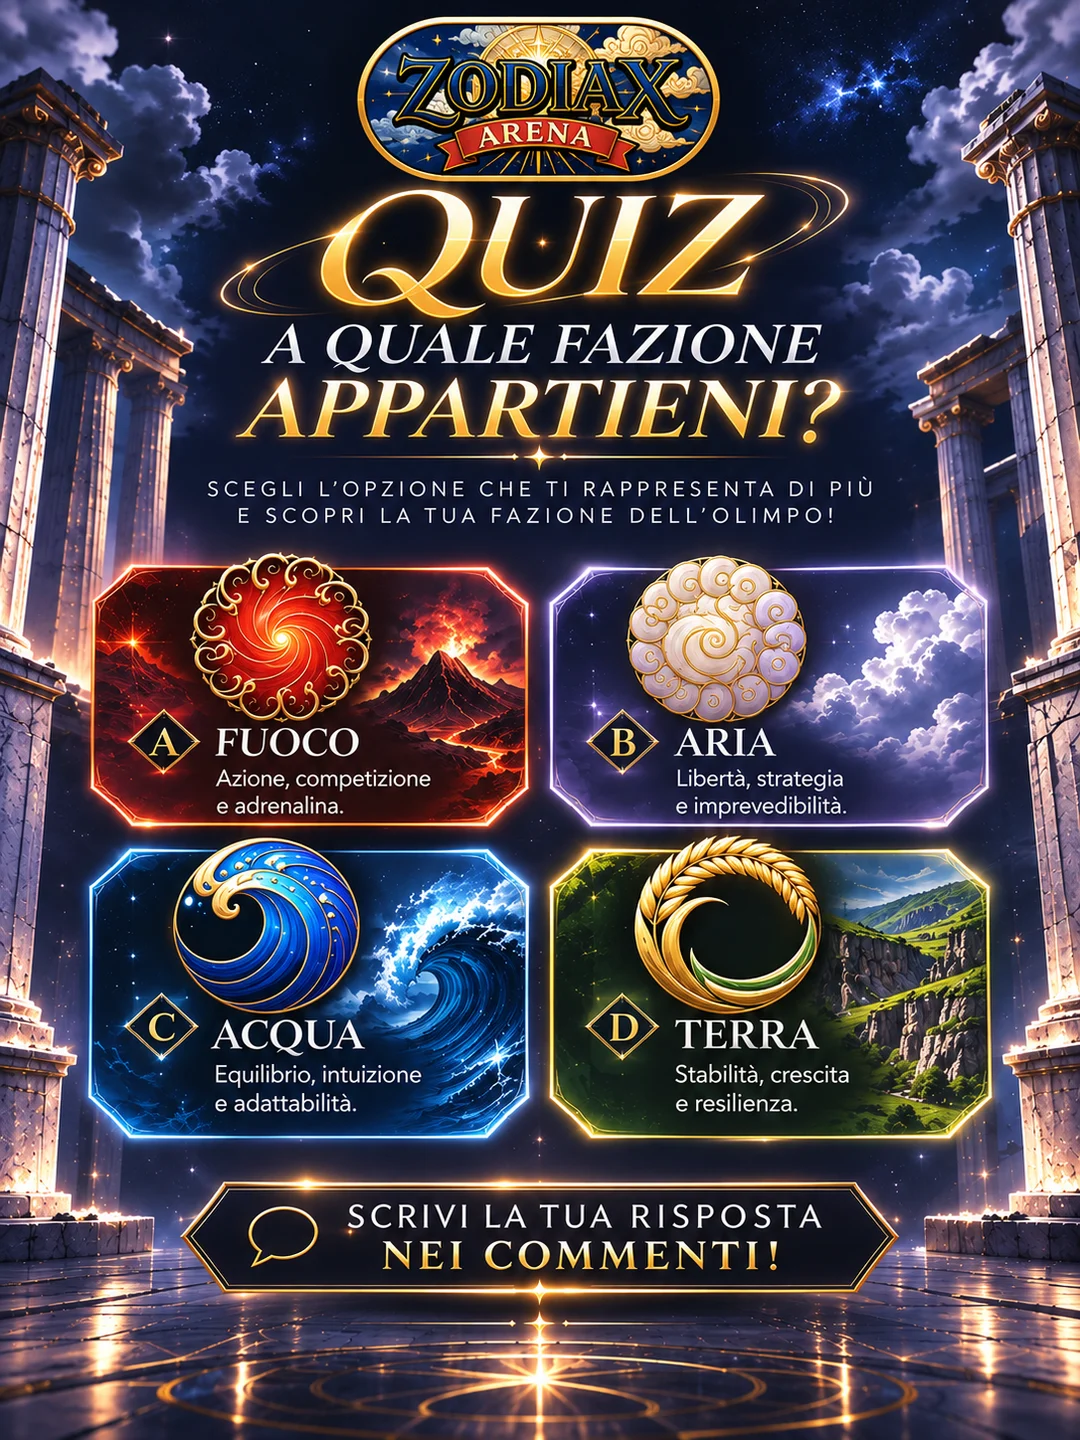 ZODIAX
ARENA
QUIZ
A QUALE FAZIONE
APPARTIENI?
SCEGLI L'OPZIONE CHE TI RAPPRESENTA DI PIÙ
E SCOPRI LA TUA FAZIONE DELL'OLIMPO!
A FUOCO
Azione, competizione
e adrenalina.
B ARIA
Libertà, strategia
e imprevedibilità.
C ACQUA
Equilibrio, intuizione
e adattabilità.
D TERRA
Stabilità, crescita
e resilienza.
SCRIVI LA TUA RISPOSTA
NEI COMMENTI!